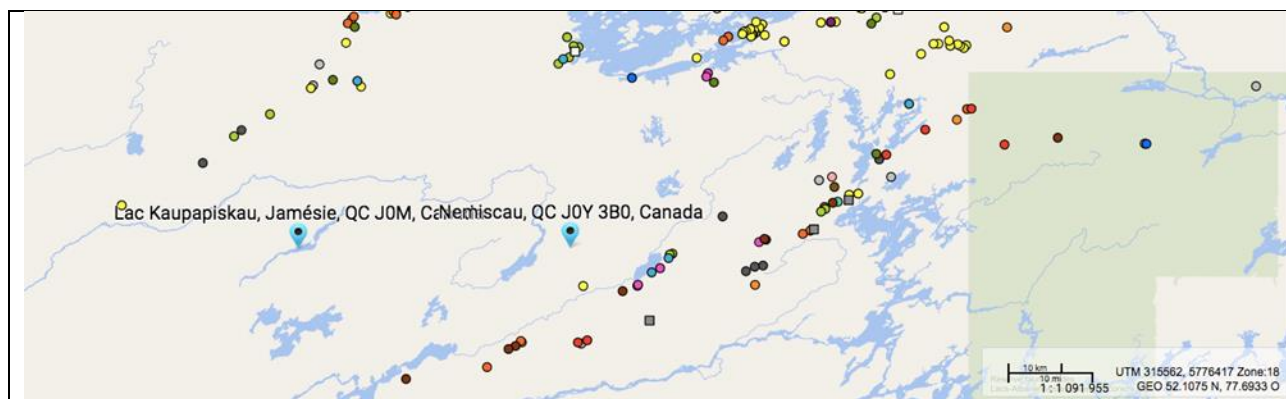 Lac Kaupapiskau, Jamésie, QC J0M, Ca
Nemiscau, QC J0Y 3B0, Canada
10 km
10 mi
1 : 1 091 955
UTM 315562, 5776417 Zone:18
GEO 52.1075 N, 77.6933 O